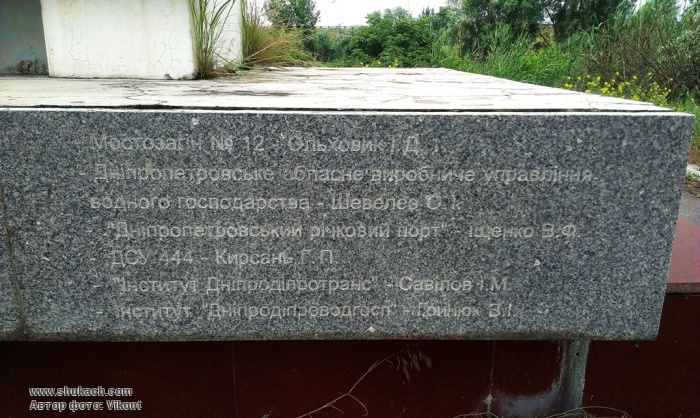 Мостозагін № 12 - Ольховик І.Д.
Дніпропетровське обласне виробниче управління
водного господарства - Шевелєв О.І.
- "Дніпропетровський річковий порт" - Іщенко В.Ф.
- ДСУ 444 - Кирсань Г.П.
- "Інститут Дніпродіпротранс" - Савілов І.М.
- Інститут "Дніпродіпроводгосп" - Гринюк В.І.
www.shukach.com
Автор фото: Vikont